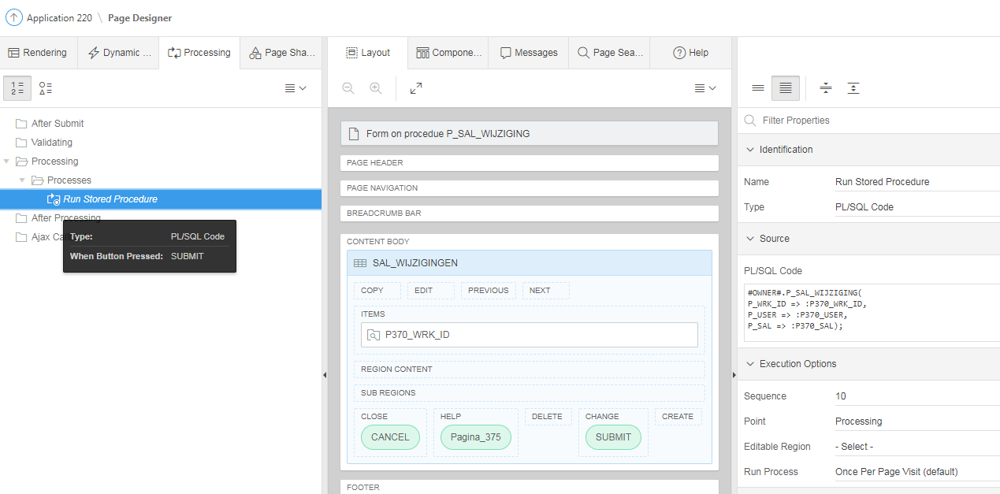 Application 220 \ Page Designer
Rendering
Dynamic ...
Processing
Page Sha...
Layout
Compone...
Messages
Page Sea...
Help
After Submit
Validating
Processing
Processes
Run Stored Procedure
After Processing
Ajax Cal
Type: PL/SQL Code
When Button Pressed: SUBMIT
Form on procedue P_SAL_WIJZIGING
PAGE HEADER
PAGE NAVIGATION
BREADCRUMB BAR
CONTENT BODY
SAL_WIJZIGINGEN
COPY EDIT PREVIOUS NEXT
ITEMS
P370_WRK_ID
REGION CONTENT
SUB REGIONS
CLOSE HELP DELETE CHANGE CREATE
CANCEL Pagina_375 SUBMIT
FOOTER
Filter Properties
Identification
Name Run Stored Procedure
Type PL/SQL Code
Source
PL/SQL Code
#OWNER#.P_SAL_WIJZIGING(
P_WRK_ID => :P370_WRK_ID,
P_USER => :P370_USER,
P_SAL => :P370_SAL);
Execution Options
Sequence 10
Point Processing
Editable Region - Select -
Run Process Once Per Page Visit (default)